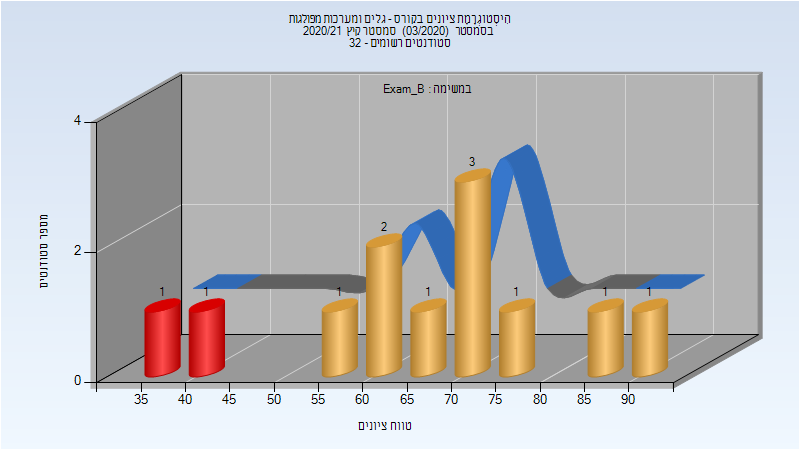 היסטוגרמת ציונים בקורס - גלים ומערכות מפולגות
בסמסטר (03/2020) סמסטר קיץ 2020/21
סטודנטים רשומים - 32
במשימה : Exam_B
מספר סטודנטים
4
2
0
1
1
1
2
1
3
1
1
1
35 40 45 50 55 60 65 70 75 80 85 90
טווח ציונים